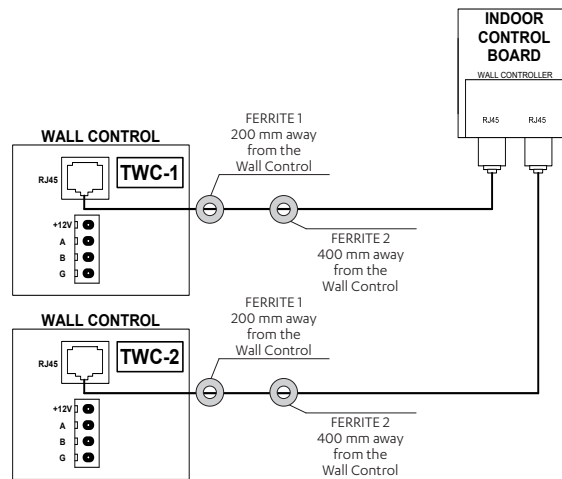 INDOOR
CONTROL
BOARD
WALL CONTROLLER
RJ45 RJ45
FERRITE 1
200 mm away
from the
Wall Control
WALL CONTROL
RJ45
TWC-1
+12V
A
B
G
FERRITE 2
400 mm away
from the
Wall Control
FERRITE 1
200 mm away
from the
Wall Control
WALL CONTROL
RJ45
TWC-2
+12V
A
B
G
FERRITE 2
400 mm away
from the
Wall Control